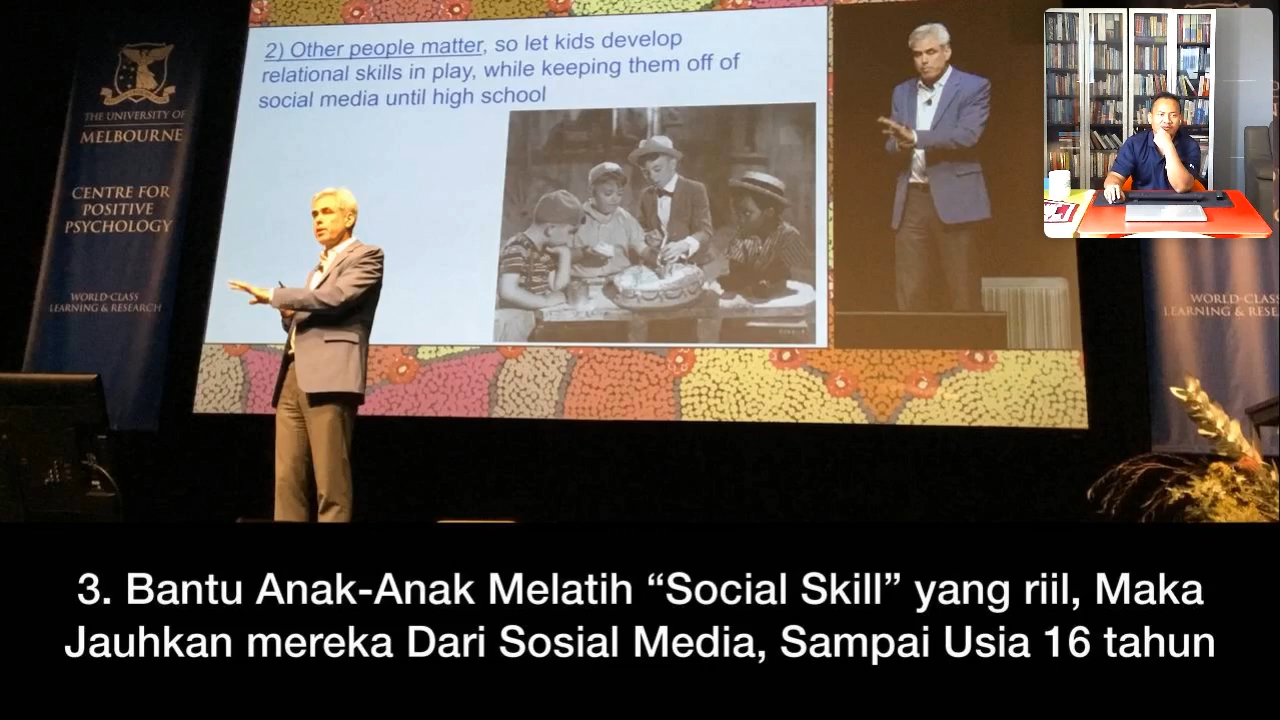 2) Other people matter, so let kids develop
relational skills in play, while keeping them off of
social media until high school
THE UNIVERSITY OF
MELBOURNE
CENTRE FOR
POSITIVE
PSYCHOLOGY
WORLD-CLASS
LEARNING & RESEARCH
WORLD-CLASS
LEARNING & RESE
3. Bantu Anak-Anak Melatih “Social Skill” yang riil, Maka
Jauhkan mereka Dari Sosial Media, Sampai Usia 16 tahun